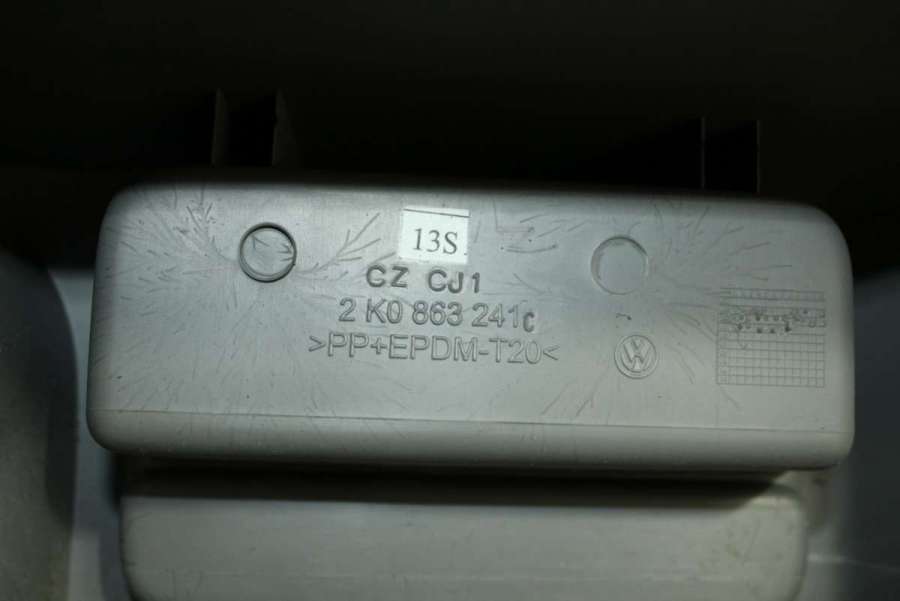 13S
CZ CJ1
2 K0 863 241C
>PP+EPDM-T20<